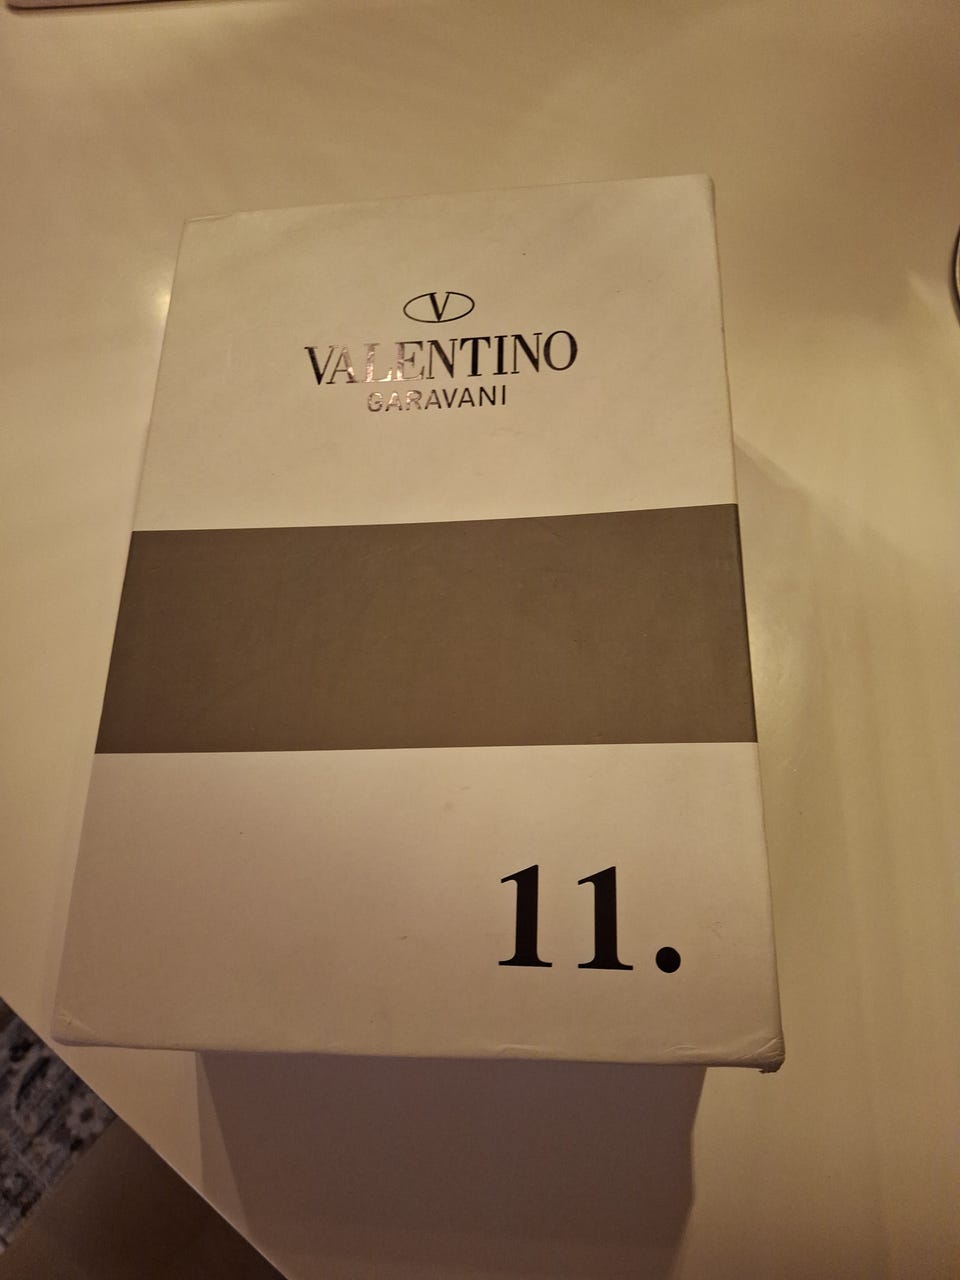 V
VALENTINO
GARAVANI
11.